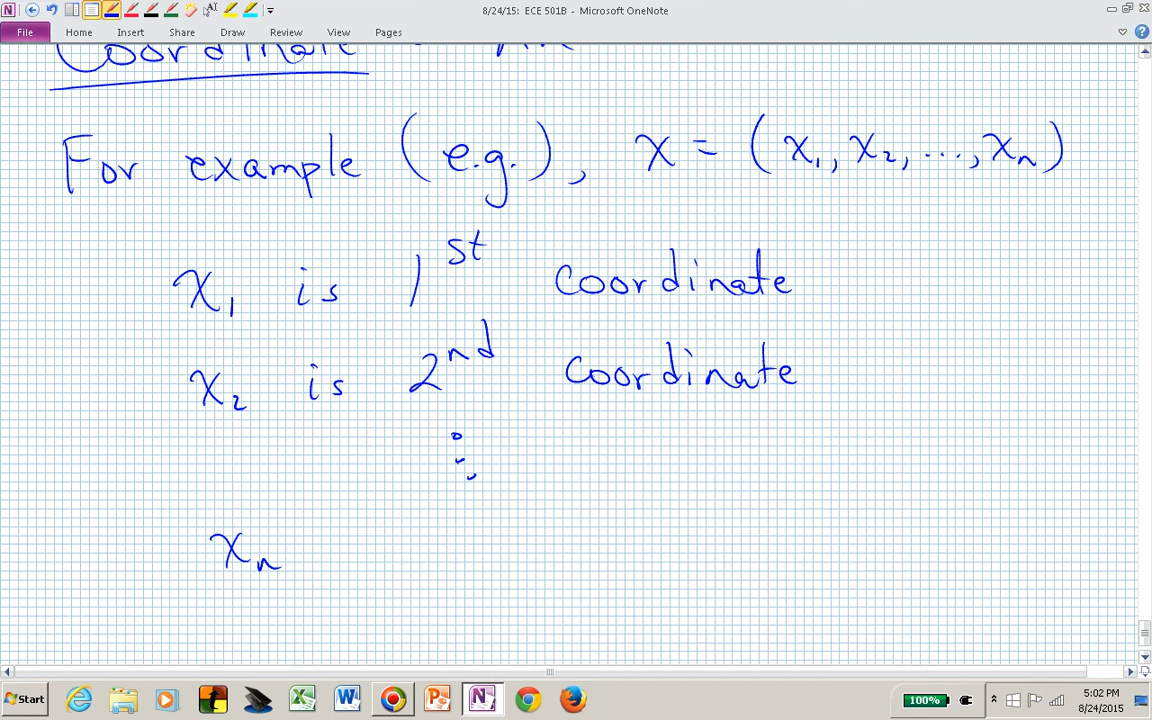 8/24/15: ECE 501B - Microsoft OneNote
File Home Insert Share Draw Review View Pages
Coordinate
For example (e.g.), x = (x₁, x₂, ..., xₙ)
x₁ is 1st coordinate
x₂ is 2nd coordinate
⋮
xₙ
Start 100% 5:02 PM
8/24/2015